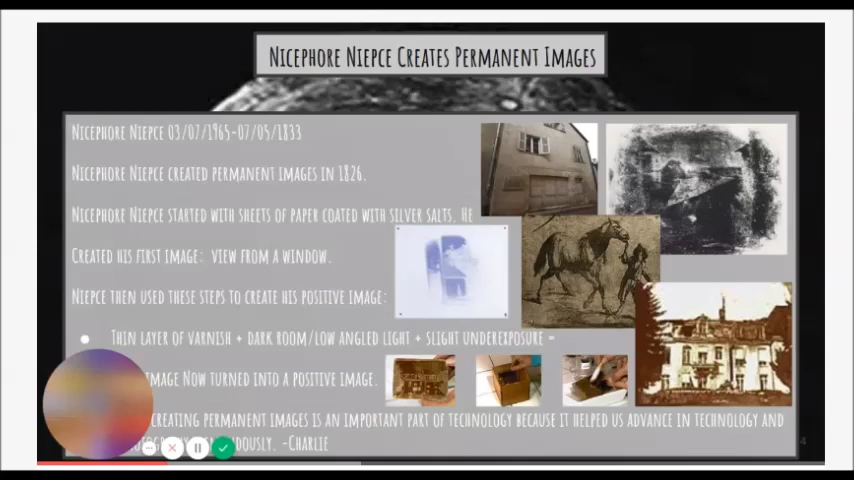 NICEPHORE NIEPCE CREATES PERMANENT IMAGES
NICEPHORE NIEPCE 03/07/1965-07/05/1833
NICEPHORE NIEPCE CREATED PERMANENT IMAGES IN 1826.
NICEPHORE NIEPCE STARTED WITH SHEETS OF PAPER COATED WITH SILVER SALTS. HE
CREATED HIS FIRST IMAGE: VIEW FROM A WINDOW.
NIEPCE THEN USED THESE STEPS TO CREATE HIS POSITIVE IMAGE:
● THIN LAYER OF VARNISH + DARK ROOM/LOW ANGLED LIGHT + SLIGHT UNDEREXPOSURE =
IMAGE NOW TURNED INTO A POSITIVE IMAGE.
CREATING PERMANENT IMAGES IS AN IMPORTANT PART OF TECHNOLOGY BECAUSE IT HELPED US ADVANCE IN TECHNOLOGY AND
-CHARLIE
4